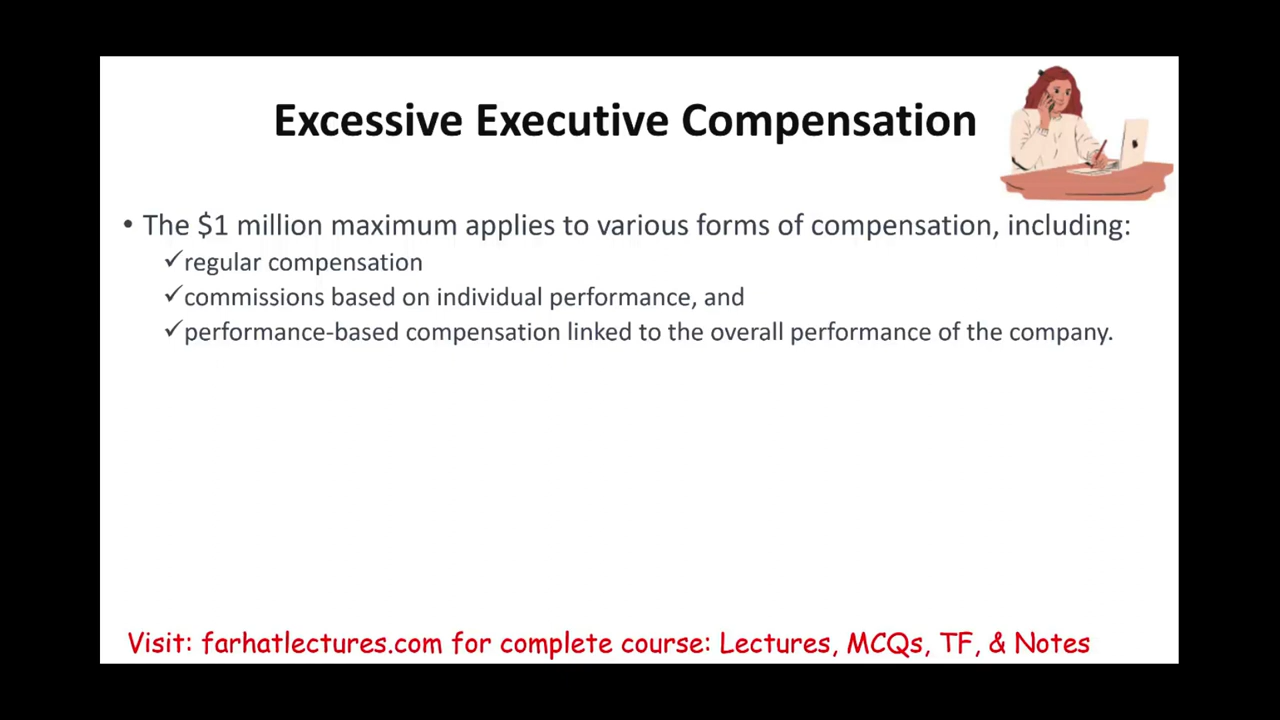 Excessive Executive Compensation
• The $1 million maximum applies to various forms of compensation, including:
✓regular compensation
✓commissions based on individual performance, and
✓performance-based compensation linked to the overall performance of the company.
Visit: farhatlectures.com for complete course: Lectures, MCQs, TF, & Notes